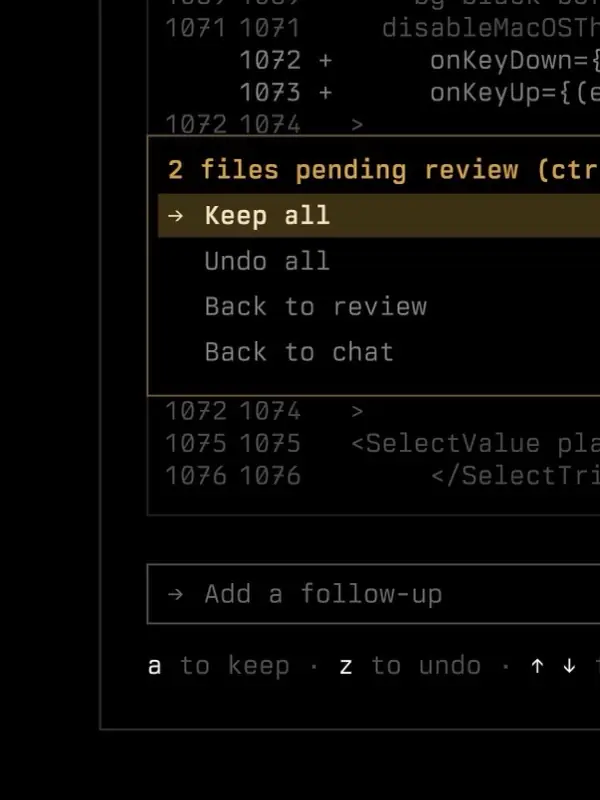 1071 1071 disableMacOSTh
1072 + onKeyDown={
1073 + onKeyUp={(e
1072 1074 >
2 files pending review (ctr
→ Keep all
Undo all
Back to review
Back to chat
1072 1074 >
1075 1075 <SelectValue pla
1076 1076 </SelectTri
→ Add a follow-up
a to keep · z to undo · ↑ ↓